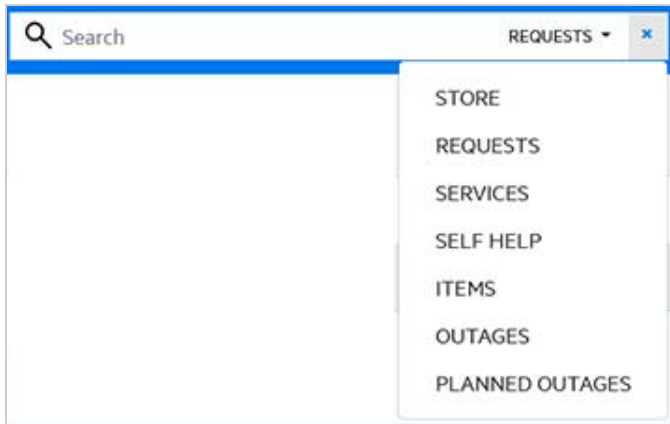 Search REQUESTS ×
STORE
REQUESTS
SERVICES
SELF HELP
ITEMS
OUTAGES
PLANNED OUTAGES